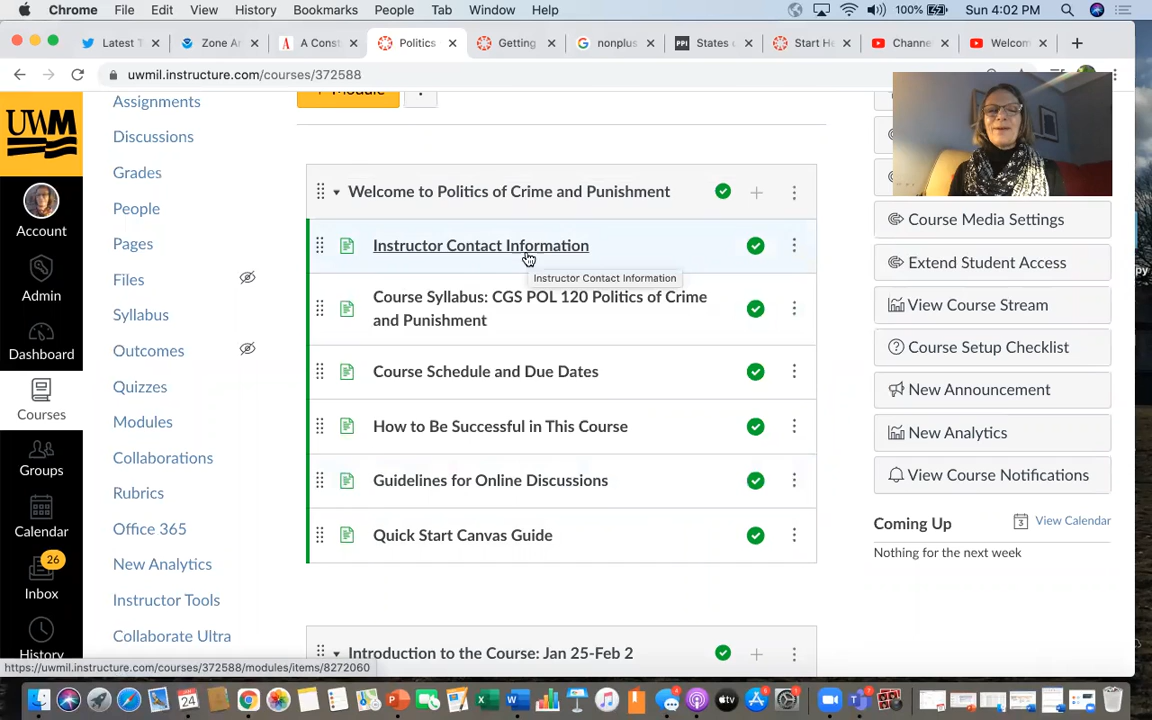 Chrome File Edit View History Bookmarks People Tab Window Help 100% Sun 4:02 PM
Latest T Zone A A Const Politics Getting nonplus States o Start He Channe Welcom
uwmil.instructure.com/courses/372588
UWM
Account
Admin
Dashboard
Courses
Groups
Calendar
26
Inbox
History
Assignments
Discussions
Grades
People
Pages
Files
Syllabus
Outcomes
Quizzes
Modules
Collaborations
Rubrics
Office 365
New Analytics
Instructor Tools
Collaborate Ultra
+ Module
Welcome to Politics of Crime and Punishment
Instructor Contact Information
Instructor Contact Information
Course Syllabus: CGS POL 120 Politics of Crime
and Punishment
Course Schedule and Due Dates
How to Be Successful in This Course
Guidelines for Online Discussions
Quick Start Canvas Guide
Introduction to the Course: Jan 25-Feb 2
Course Media Settings
Extend Student Access
View Course Stream
Course Setup Checklist
New Announcement
New Analytics
View Course Notifications
Coming Up View Calendar
Nothing for the next week
https://uwmil.instructure.com/courses/372588/modules/items/8272060